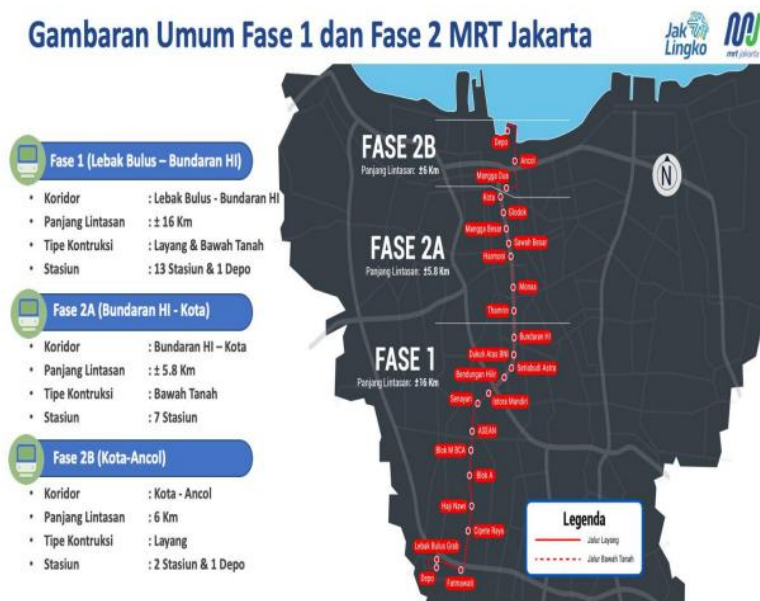 Gambaran Umum Fase 1 dan Fase 2 MRT Jakarta
Jak
Lingko
mrt jakarta
Fase 1 (Lebak Bulus – Bundaran HI)
• Koridor : Lebak Bulus - Bundaran HI
• Panjang Lintasan : ± 16 Km
• Tipe Kontruksi : Layang & Bawah Tanah
• Stasiun : 13 Stasiun & 1 Depo
Fase 2A (Bundaran HI - Kota)
• Koridor : Bundaran HI – Kota
• Panjang Lintasan : ± 5.8 Km
• Tipe Kontruksi : Bawah Tanah
• Stasiun : 7 Stasiun
Fase 2B (Kota-Ancol)
• Koridor : Kota - Ancol
• Panjang Lintasan : 6 Km
• Tipe Kontruksi : Layang
• Stasiun : 2 Stasiun & 1 Depo
FASE 2B
Panjang Lintasan: ±6 Km
FASE 2A
Panjang Lintasan: ±5.8 Km
FASE 1
Panjang Lintasan: ±16 Km
N
Depo
Ancol
Mangga Dua
Kota
Glodok
Mangga Besar
Sawah Besar
Harmoni
Monas
Thamrin
Bundaran HI
Dukuh Atas BNI
Setiabudi Astra
Bendungan Hilir
Istora Mandiri
Senayan
ASEAN
Blok M BCA
Blok A
Haji Nawi
Cipete Raya
Lebak Bulus Grab
Depo
Fatmawati
Legenda
Jalur Layang
Jalur Bawah Tanah